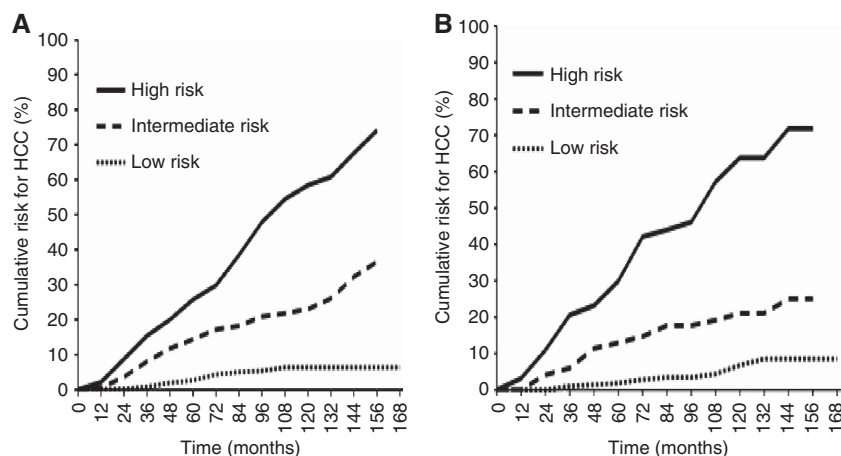 A
100
90
80
70
60
50
40
30
20
10
0
Cumulative risk for HCC (%)
High risk
Intermediate risk
Low risk
0 12 24 36 48 60 72 84 96 108 120 132 144 156 168
Time (months)
B
100
90
80
70
60
50
40
30
20
10
0
Cumulative risk for HCC (%)
High risk
Intermediate risk
Low risk
0 12 24 36 48 60 72 84 96 108 120 132 144 156 168
Time (months)